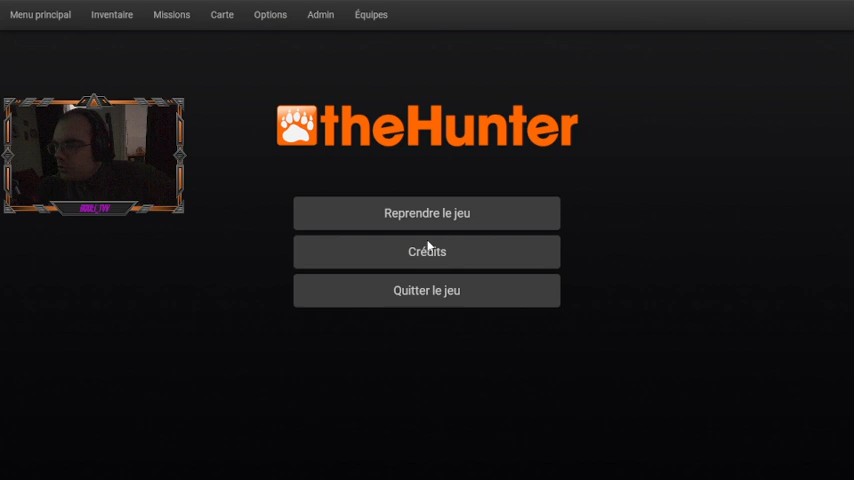 Menu principal Inventaire Missions Carte Options Admin Équipes
theHunter
Reprendre le jeu
Crédits
Quitter le jeu